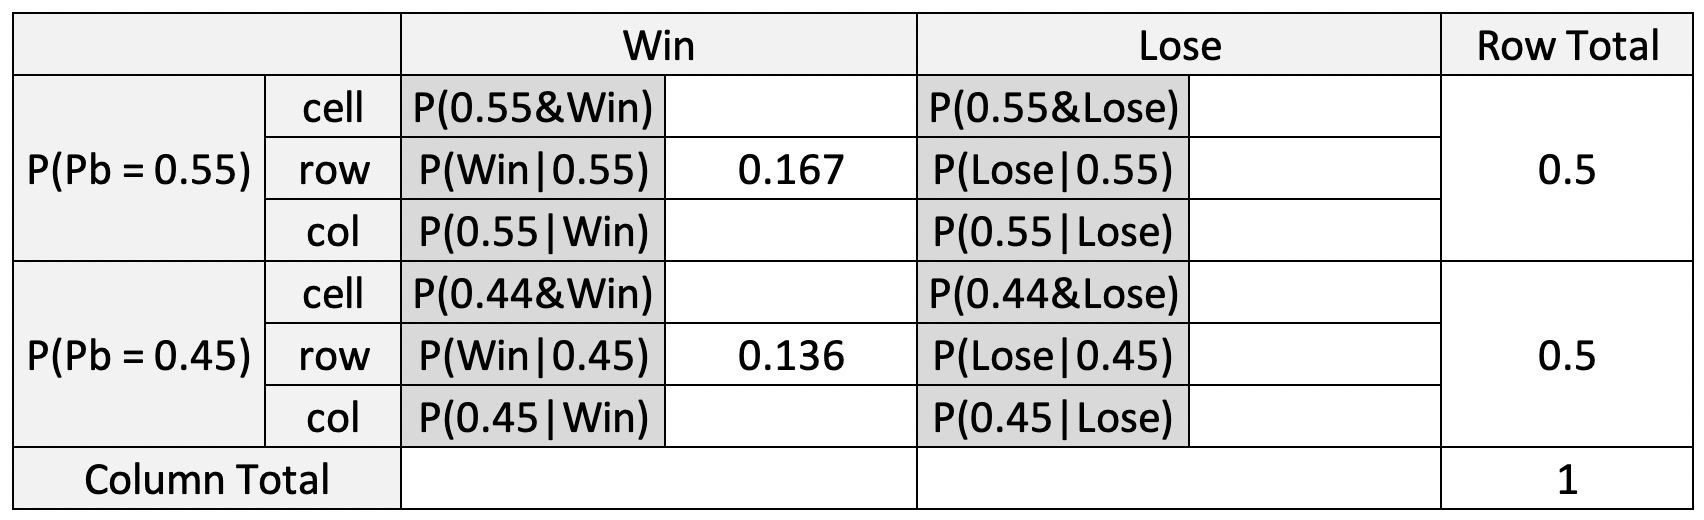 Win Lose Row Total
cell P(0.55&Win) P(0.55&Lose)
P(Pb = 0.55) row P(Win|0.55) 0.167 P(Lose|0.55) 0.5
col P(0.55|Win) P(0.55|Lose)
cell P(0.44&Win) P(0.44&Lose)
P(Pb = 0.45) row P(Win|0.45) 0.136 P(Lose|0.45) 0.5
col P(0.45|Win) P(0.45|Lose)
Column Total 1